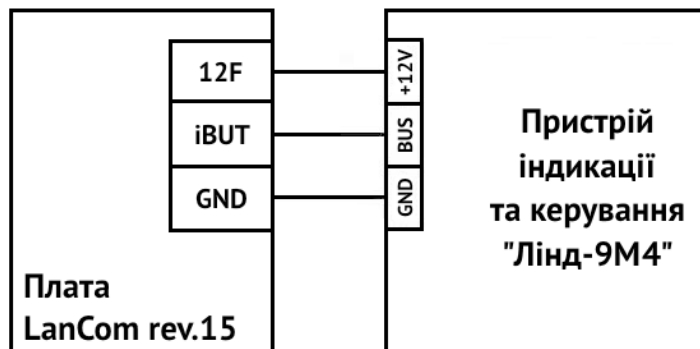 12F
iBUT
GND
+12V
BUS
GND
Пристрій
індикації
та керування
"Лінд-9М4"
Плата
LanCom rev.15